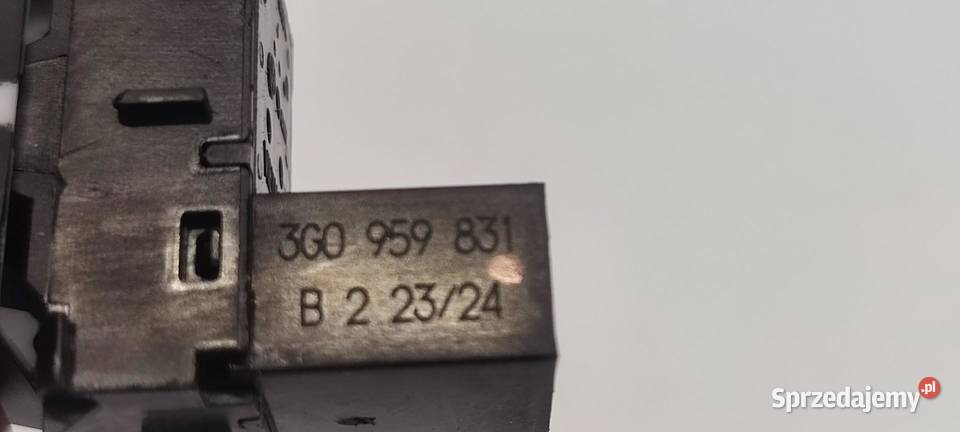 3G0 959 831
B 2 23/24
Sprzedajemy.pl